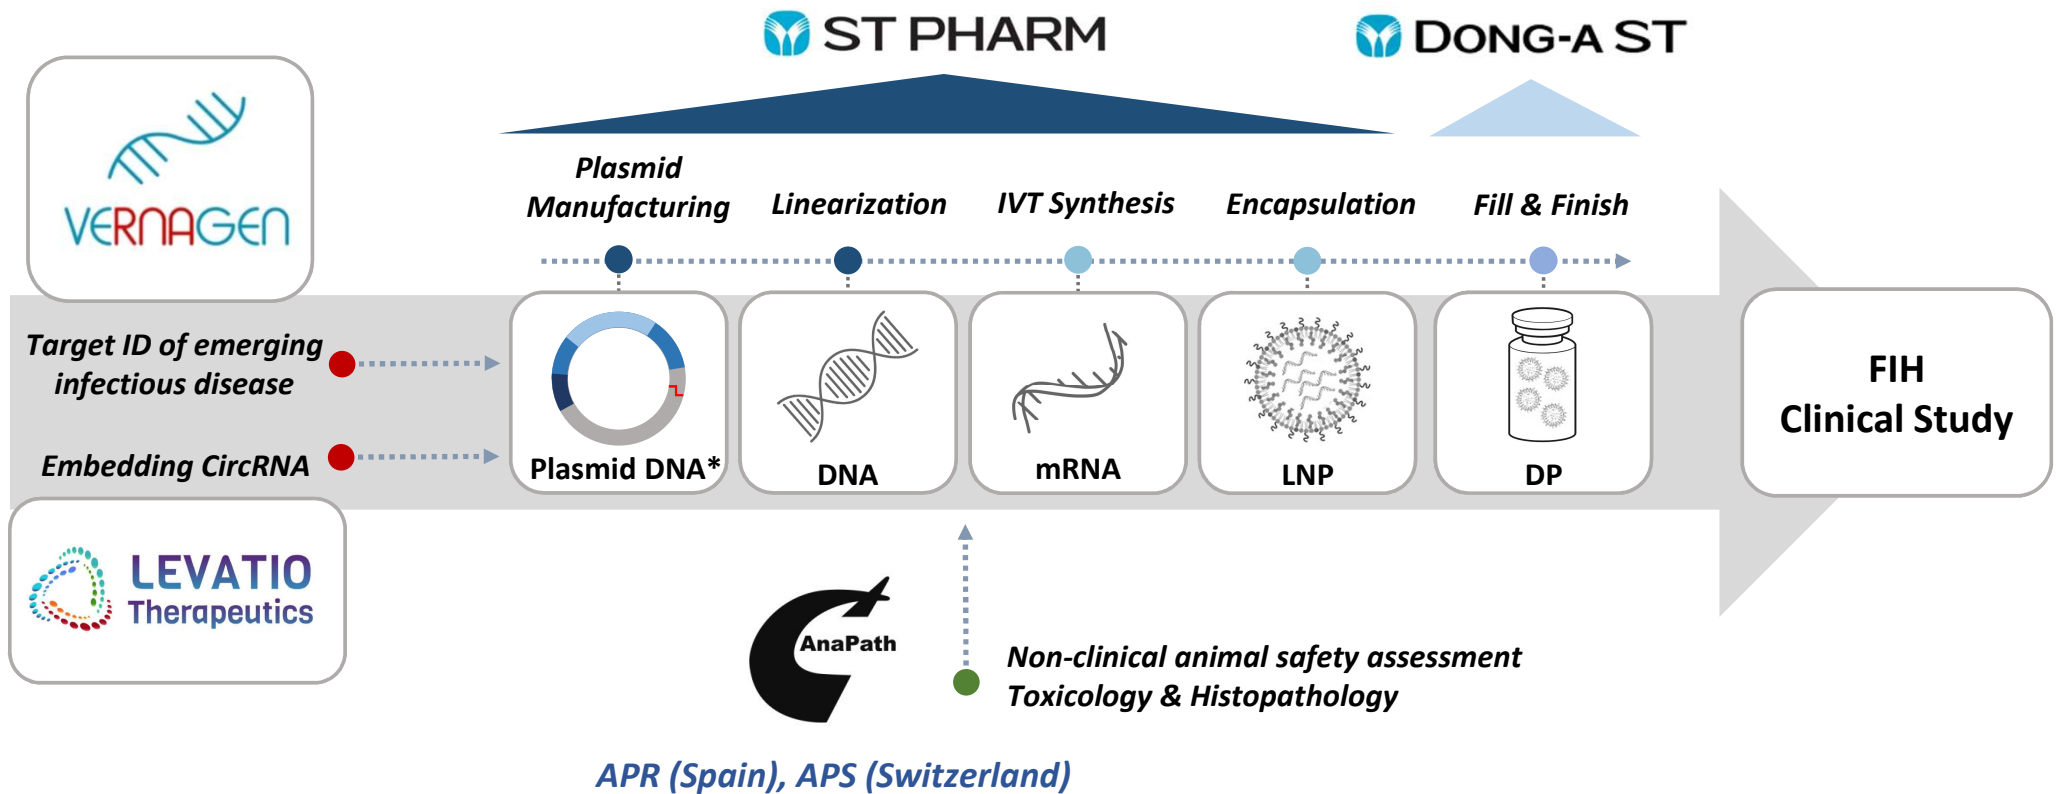 ST PHARM
DONG-A ST
VERNAGEN
Plasmid
Manufacturing
Linearization
IVT Synthesis
Encapsulation
Fill & Finish
Target ID of emerging
infectious disease
Embedding CircRNA
Plasmid DNA*
DNA
mRNA
LNP
DP
FIH
Clinical Study
LEVATIO
Therapeutics
AnaPath
Non-clinical animal safety assessment
Toxicology & Histopathology
APR (Spain), APS (Switzerland)